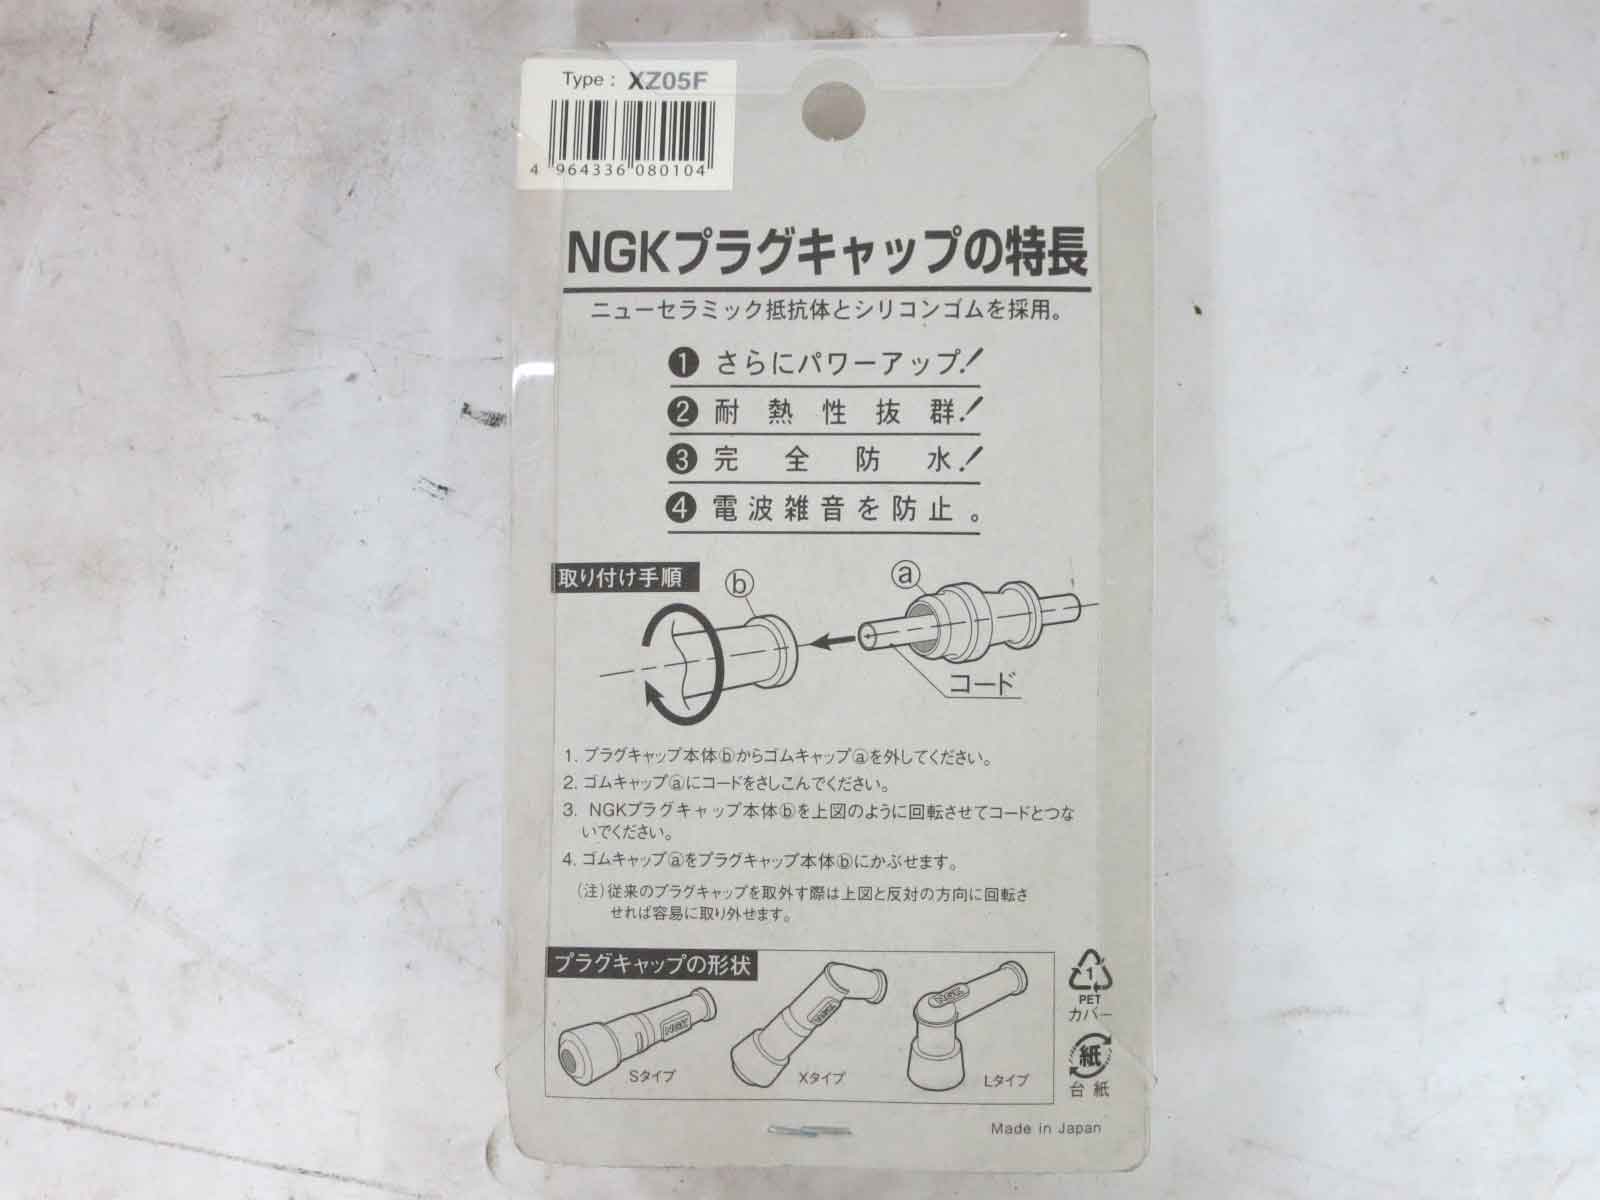 Type : XZ05F
4 964336 080104
NGKプラグキャップの特長
ニューセラミック抵抗体とシリコンゴムを採用。
❶ さらにパワーアップ!
❷ 耐熱性抜群!
❸ 完全防水!
❹ 電波雑音を防止。
取り付け手順
ⓑ
ⓐ
コード
1. プラグキャップ本体ⓑからゴムキャップⓐを外してください。
2. ゴムキャップⓐにコードをさしこんでください。
3. NGKプラグキャップ本体ⓑを上図のように回転させてコードとつな
いでください。
4. ゴムキャップⓐをプラグキャップ本体ⓑにかぶせます。
(注)従来のプラグキャップを取外す際は上図と反対の方向に回転さ
せれば容易に取り外せます。
プラグキャップの形状
NGK
NGK
NGK
Sタイプ
Xタイプ
Lタイプ
1
PET
カバー
紙
台紙
Made in Japan